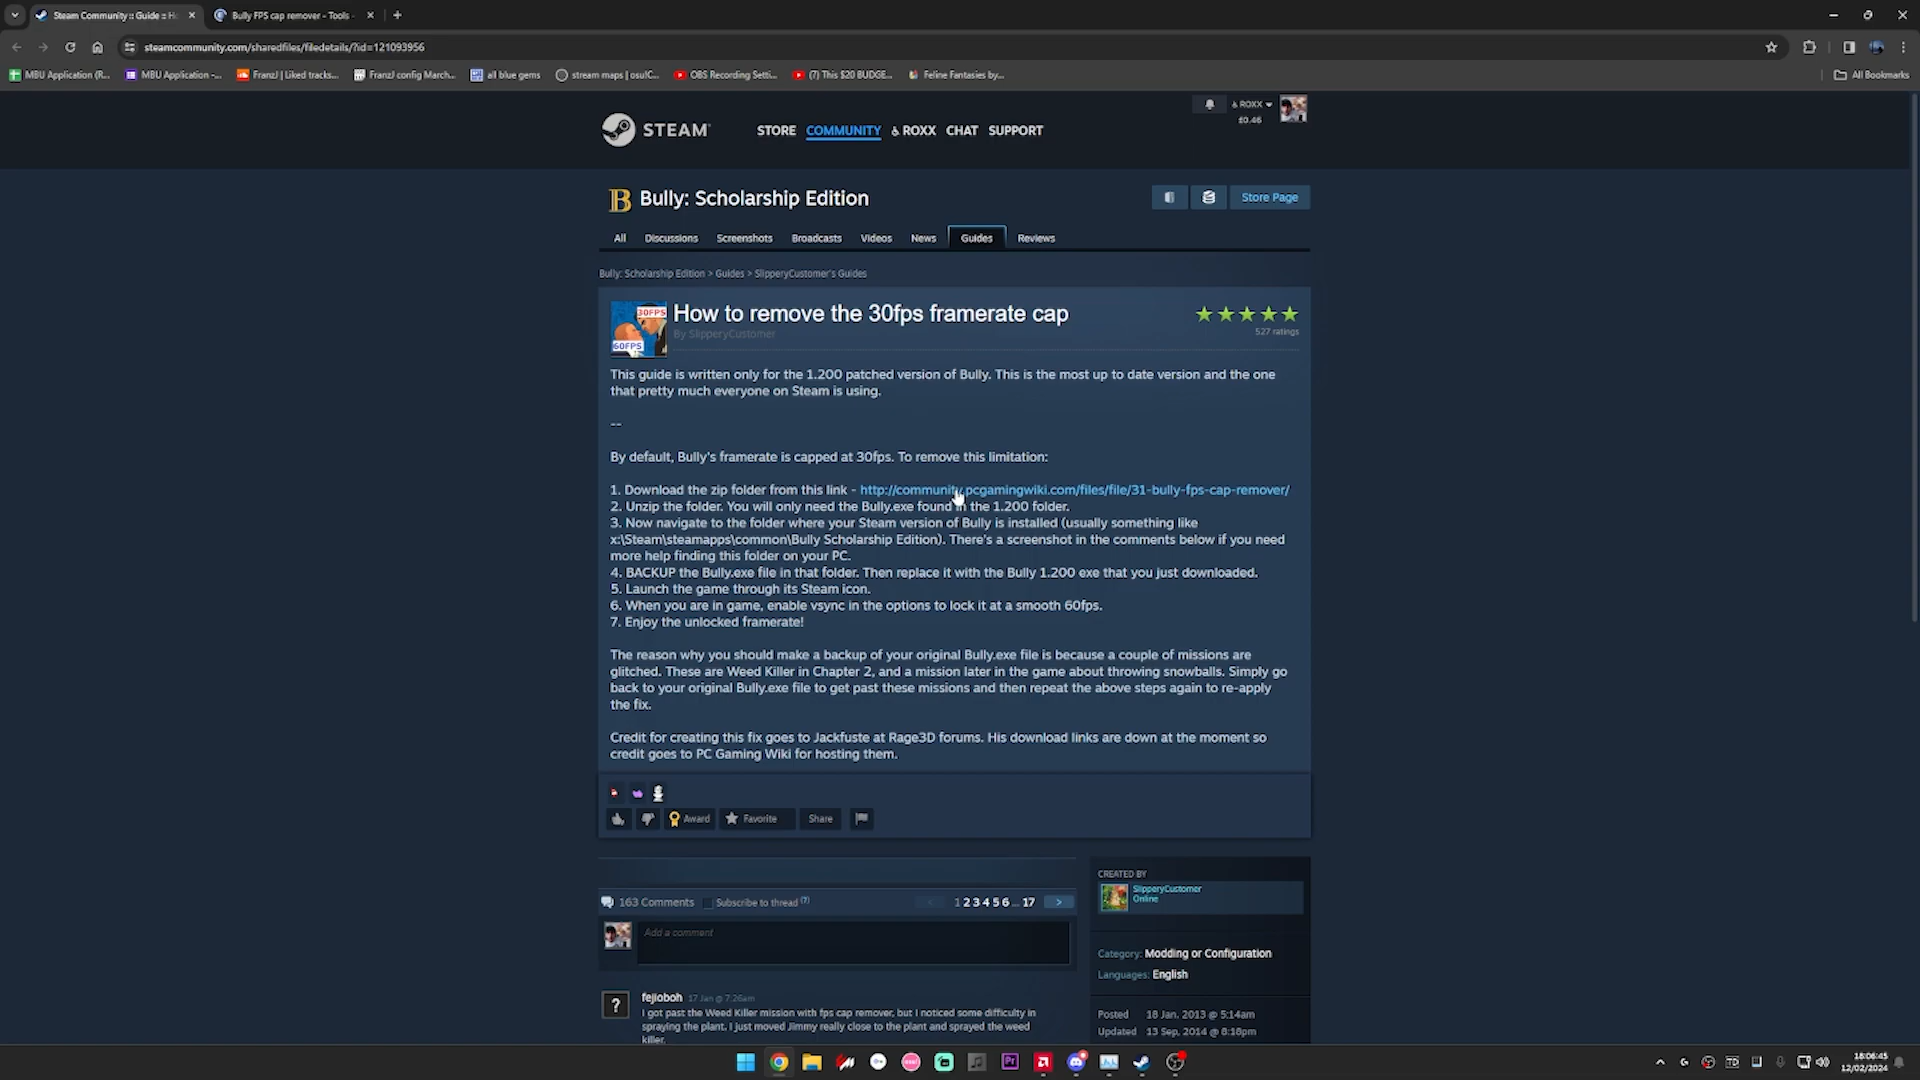 Steam Community :: Guide :: H
Bully FPS cap remover - Tools -
steamcommunity.com/sharedfiles/filedetails/?id=121093956
MBU Application (R...
MBU Application -...
FranzJ | Liked tracks...
FranzJ config March...
all blue gems
stream maps | osu!C...
OBS Recording Setti...
(7) This $20 BUDGE...
Feline Fantasies by...
All Bookmarks
ROXX
£0.46
STEAM
STORE COMMUNITY ROXX CHAT SUPPORT
Bully: Scholarship Edition
Store Page
All Discussions Screenshots Broadcasts Videos News Guides Reviews
Bully: Scholarship Edition > Guides > SlipperyCustomer's Guides
30FPS
60FPS
How to remove the 30fps framerate cap
By SlipperyCustomer
527 ratings
This guide is written only for the 1.200 patched version of Bully. This is the most up to date version and the one
that pretty much everyone on Steam is using.
--
By default, Bully's framerate is capped at 30fps. To remove this limitation:
1. Download the zip folder from this link - http://community.pcgamingwiki.com/files/file/31-bully-fps-cap-remover/
2. Unzip the folder. You will only need the Bully.exe found in the 1.200 folder.
3. Now navigate to the folder where your Steam version of Bully is installed (usually something like
x:\Steam\steamapps\common\Bully Scholarship Edition). There's a screenshot in the comments below if you need
more help finding this folder on your PC.
4. BACKUP the Bully.exe file in that folder. Then replace it with the Bully 1.200 exe that you just downloaded.
5. Launch the game through its Steam icon.
6. When you are in game, enable vsync in the options to lock it at a smooth 60fps.
7. Enjoy the unlocked framerate!
The reason why you should make a backup of your original Bully.exe file is because a couple of missions are
glitched. These are Weed Killer in Chapter 2, and a mission later in the game about throwing snowballs. Simply go
back to your original Bully.exe file to get past these missions and then repeat the above steps again to re-apply
the fix.
Credit for creating this fix goes to Jackfuste at Rage3D forums. His download links are down at the moment so
credit goes to PC Gaming Wiki for hosting them.
Award
Favorite
Share
163 Comments
Subscribe to thread (?)
< 1 2 3 4 5 6 ... 17 >
Add a comment
fejioboh 17 Jan @ 7:26am
I got past the Weed Killer mission with fps cap remover, but I noticed some difficulty in
spraying the plant. I just moved Jimmy really close to the plant and sprayed the weed
killer.
CREATED BY
SlipperyCustomer
Online
Category: Modding or Configuration
Languages: English
Posted 18 Jan, 2013 @ 5:14am
Updated 13 Sep, 2014 @ 8:18pm
18:06:45
12/02/2024